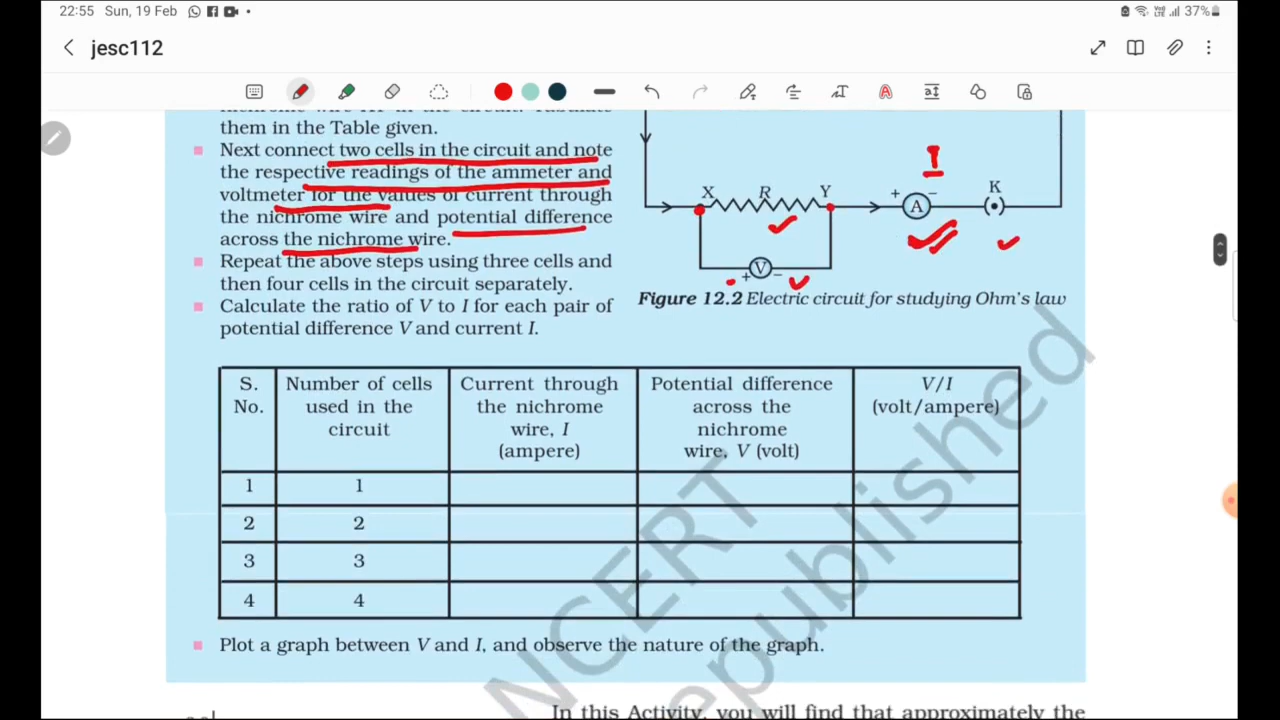 22:55 Sun, 19 Feb
37%
jesc112
them in the Table given.
Next connect two cells in the circuit and note
the respective readings of the ammeter and
voltmeter for the values of current through
the nichrome wire and potential difference
across the nichrome wire.
Repeat the above steps using three cells and
then four cells in the circuit separately.
Calculate the ratio of V to I for each pair of
potential difference V and current I.
I
X R Y + A − K
+ V −
Figure 12.2 Electric circuit for studying Ohm's law
S. No.
Number of cells used in the circuit
Current through the nichrome wire, I (ampere)
Potential difference across the nichrome wire, V (volt)
V/I (volt/ampere)
1 1
2 2
3 3
4 4
Plot a graph between V and I, and observe the nature of the graph.
NCERT
republished
In this Activity, you will find that approximately the